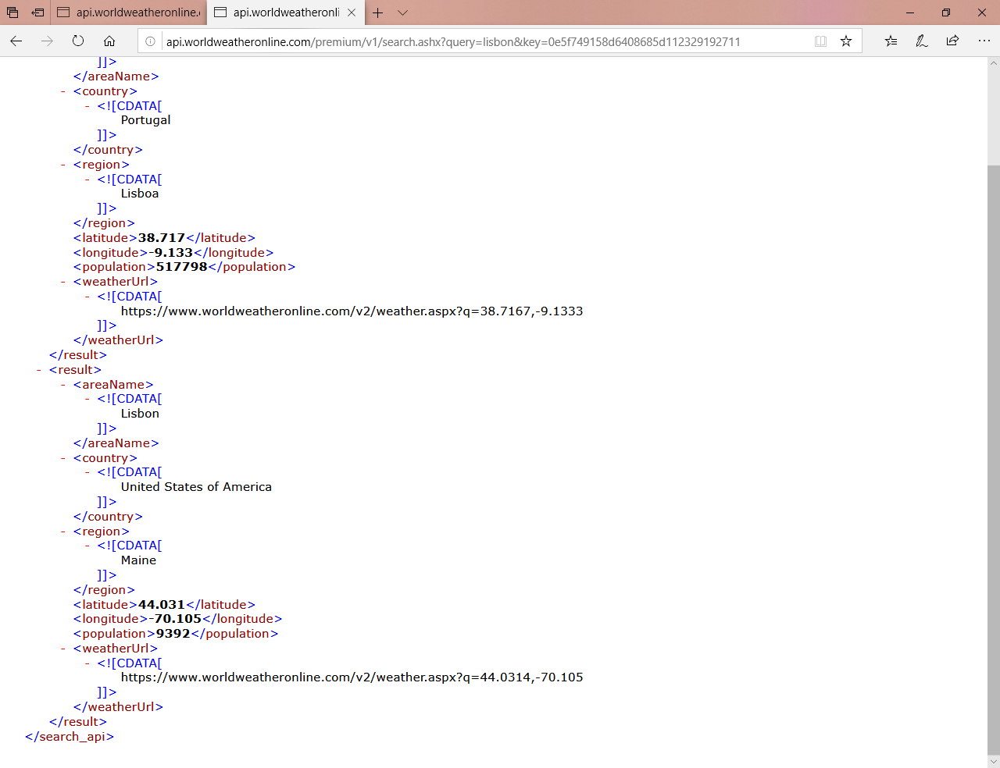 api.worldweatheronline.c
api.worldweatheronli
api.worldweatheronline.com/premium/v1/search.ashx?query=lisbon&key=0e5f749158d6408685d112329192711
]]>
</areaName>
- <country>
- <![CDATA[
Portugal
]]>
</country>
- <region>
- <![CDATA[
Lisboa
]]>
</region>
<latitude>38.717</latitude>
<longitude>-9.133</longitude>
<population>517798</population>
- <weatherUrl>
- <![CDATA[
https://www.worldweatheronline.com/v2/weather.aspx?q=38.7167,-9.1333
]]>
</weatherUrl>
</result>
- <result>
- <areaName>
- <![CDATA[
Lisbon
]]>
</areaName>
- <country>
- <![CDATA[
United States of America
]]>
</country>
- <region>
- <![CDATA[
Maine
]]>
</region>
<latitude>44.031</latitude>
<longitude>-70.105</longitude>
<population>9392</population>
- <weatherUrl>
- <![CDATA[
https://www.worldweatheronline.com/v2/weather.aspx?q=44.0314,-70.105
]]>
</weatherUrl>
</result>
</search_api>